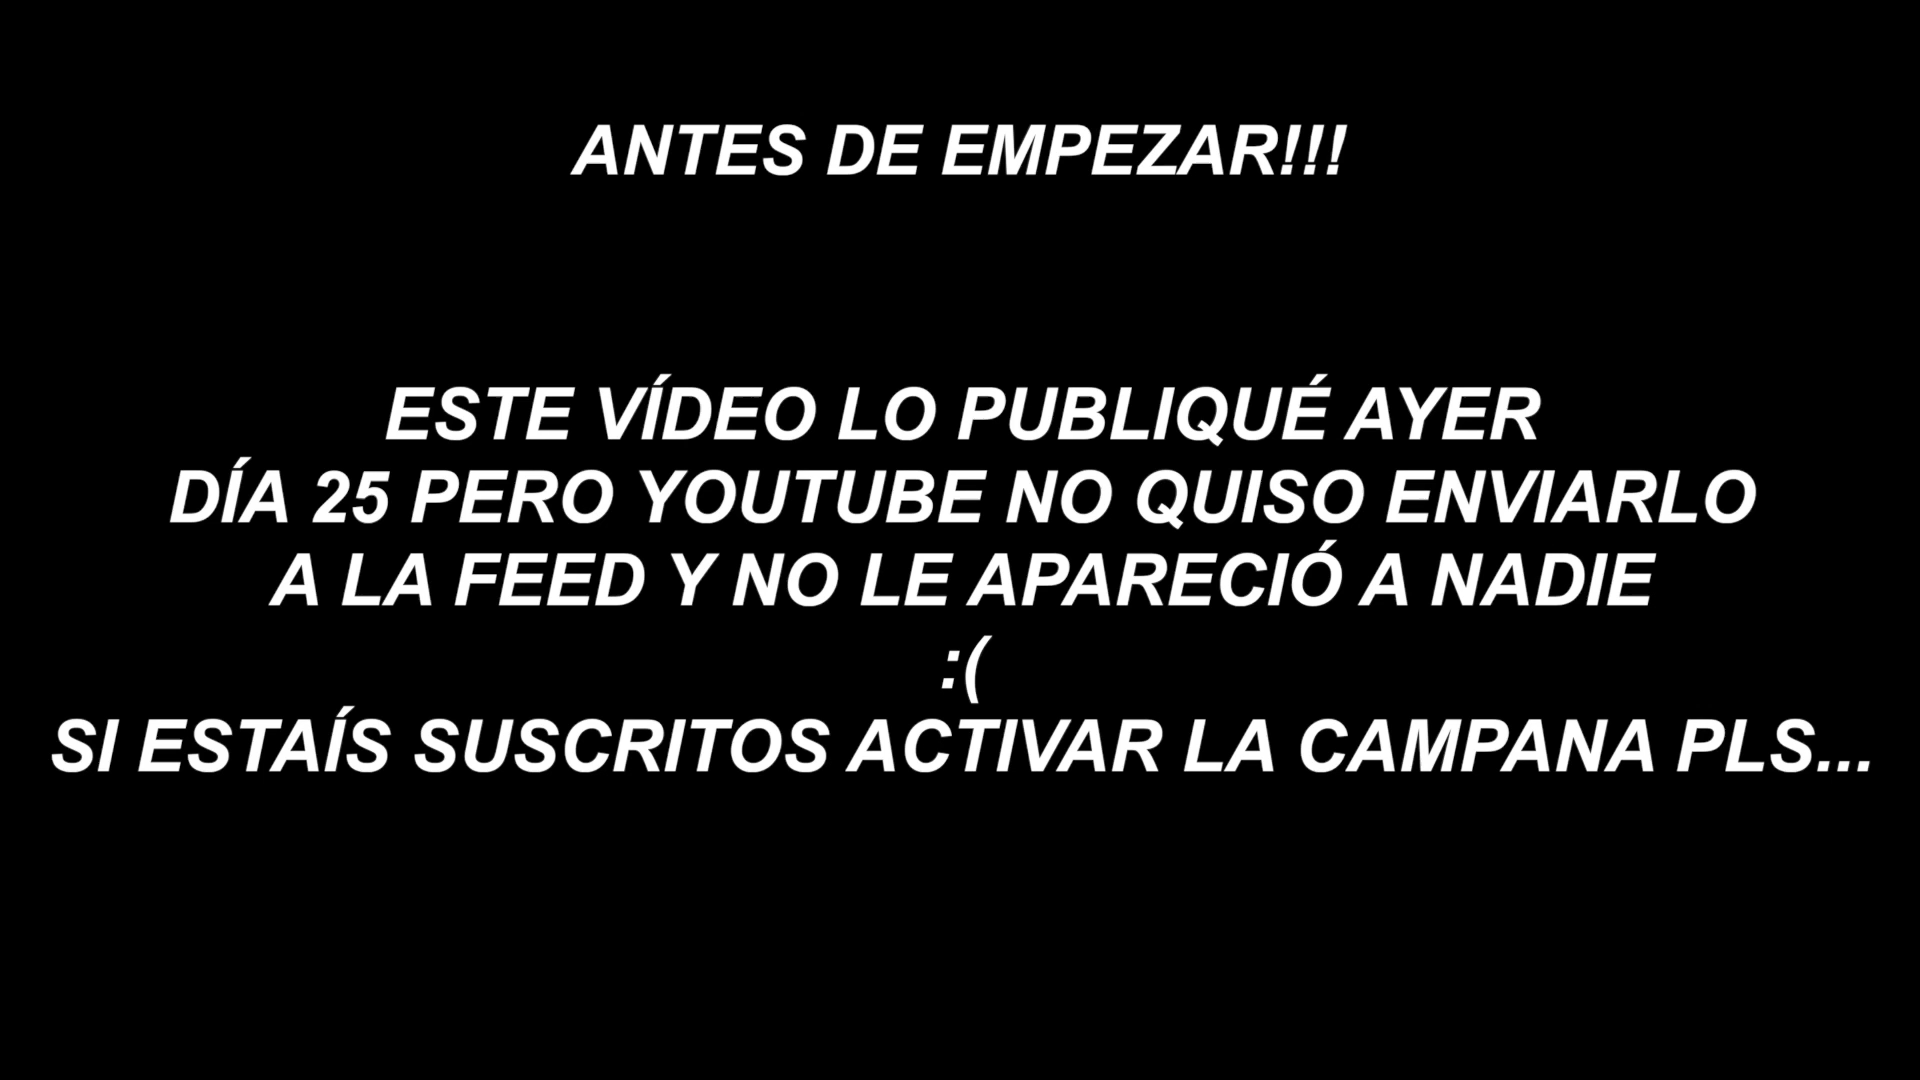 ANTES DE EMPEZAR!!!
ESTE VÍDEO LO PUBLIQUÉ AYER
DÍA 25 PERO YOUTUBE NO QUISO ENVIARLO
A LA FEED Y NO LE APARECIÓ A NADIE
:(
SI ESTAÍS SUSCRITOS ACTIVAR LA CAMPANA PLS...